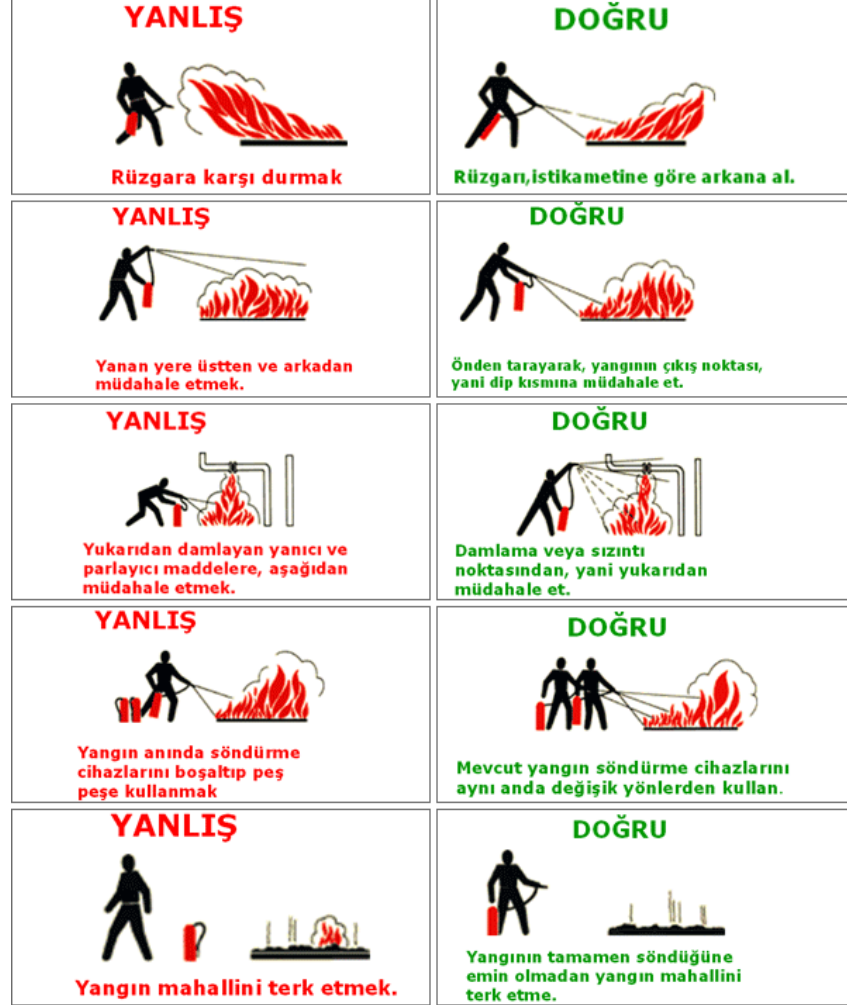 YANLIŞ
Rüzgara karşı durmak
DOĞRU
Rüzgarı,istikametine göre arkana al.
YANLIŞ
Yanan yere üstten ve arkadan
müdahale etmek.
DOĞRU
Önden tarayarak, yangının çıkış noktası,
yani dip kısmına müdahale et.
YANLIŞ
Yukarıdan damlayan yanıcı ve
parlayıcı maddelere, aşağıdan
müdahale etmek.
DOĞRU
Damlama veya sızıntı
noktasından, yani yukarıdan
müdahale et.
YANLIŞ
Yangın anında söndürme
cihazlarını boşaltıp peş
peşe kullanmak
DOĞRU
Mevcut yangın söndürme cihazlarını
aynı anda değişik yönlerden kullan.
YANLIŞ
Yangın mahallini terk etmek.
DOĞRU
Yangının tamamen söndüğüne
emin olmadan yangın mahallini
terk etme.